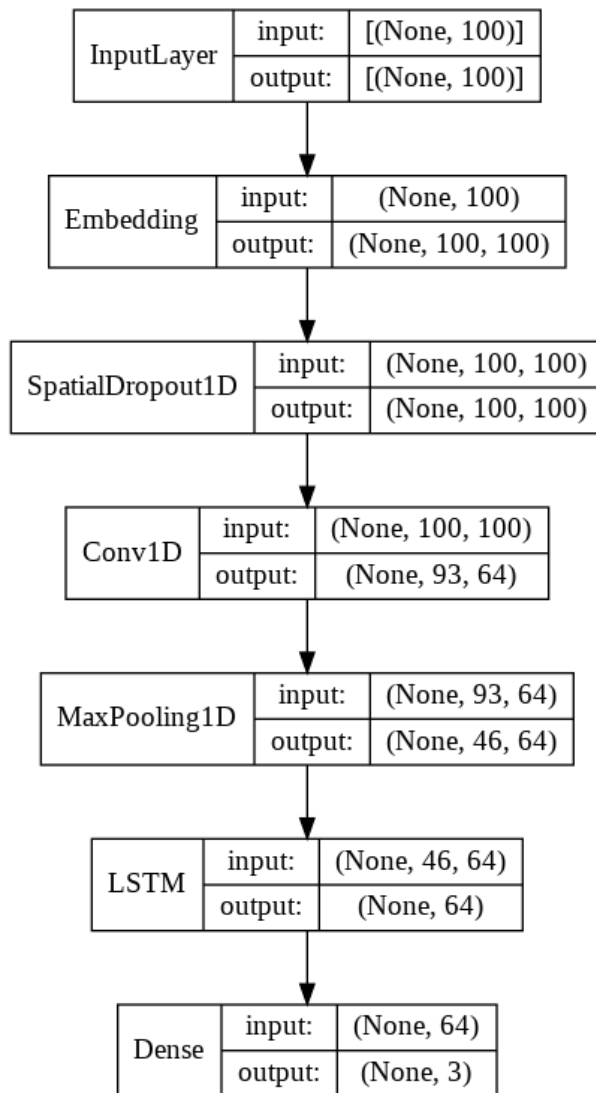 InputLayer
input:
[(None, 100)]
output:
[(None, 100)]
Embedding
input:
(None, 100)
output:
(None, 100, 100)
SpatialDropout1D
input:
(None, 100, 100)
output:
(None, 100, 100)
Conv1D
input:
(None, 100, 100)
output:
(None, 93, 64)
MaxPooling1D
input:
(None, 93, 64)
output:
(None, 46, 64)
LSTM
input:
(None, 46, 64)
output:
(None, 64)
Dense
input:
(None, 64)
output:
(None, 3)